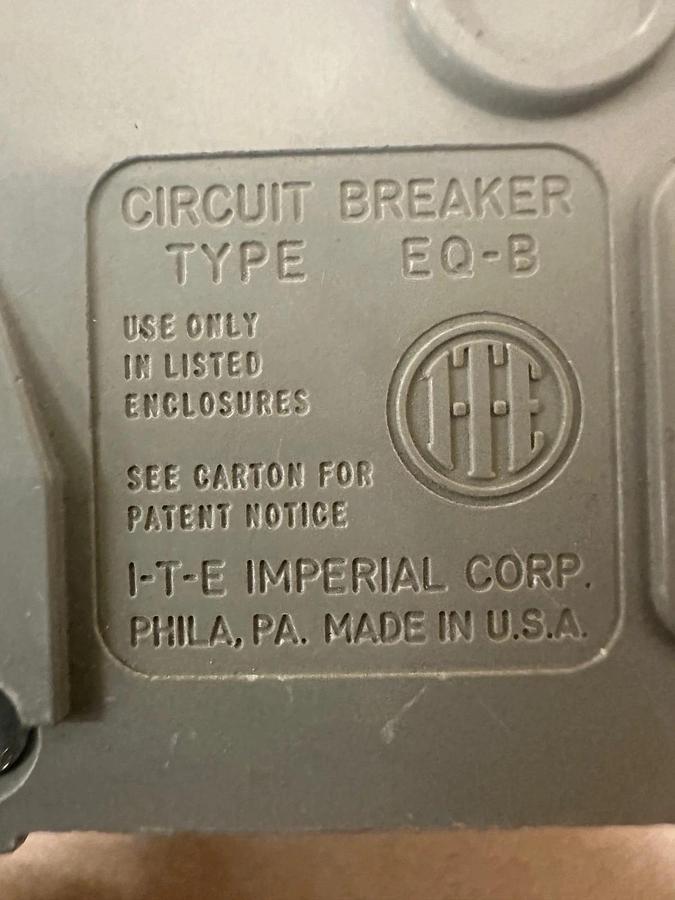 CIRCUIT BREAKER
TYPE EQ-B
USE ONLY
IN LISTED
ENCLOSURES
ITE
SEE CARTON FOR
PATENT NOTICE
I-T-E IMPERIAL CORP.
PHILA, PA. MADE IN U.S.A.